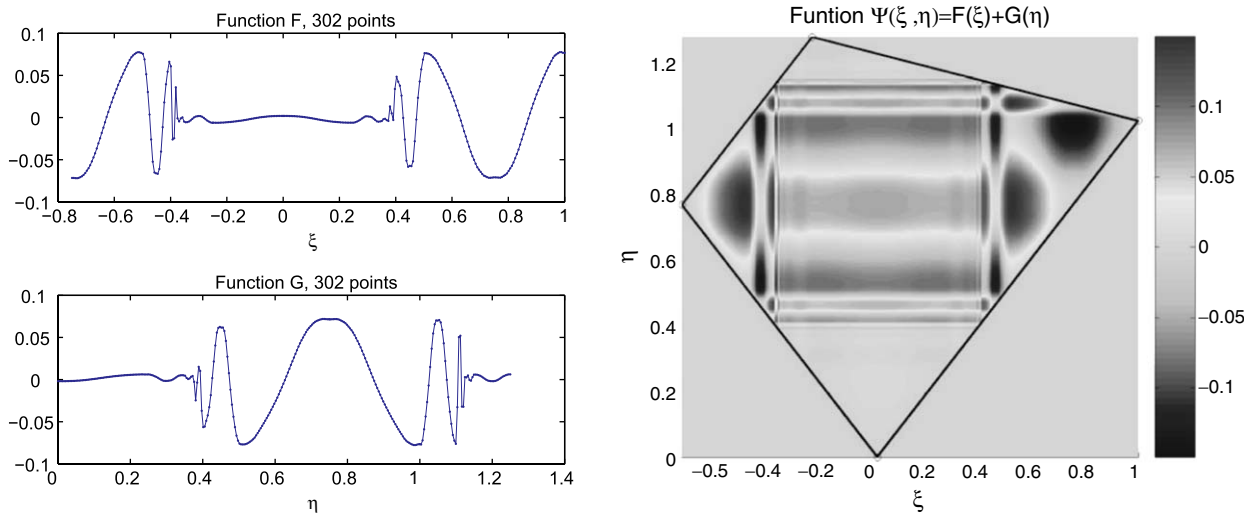 Function F, 302 points
0.1
0.05
0
−0.05
−0.1
−0.8 −0.6 −0.4 −0.2 0 0.2 0.4 0.6 0.8 1
ξ
Function G, 302 points
0.1
0.05
0
−0.05
−0.1
0 0.2 0.4 0.6 0.8 1 1.2 1.4
η
Funtion Ψ(ξ ,η)=F(ξ)+G(η)
1.2
1
0.8
0.6
0.4
0.2
0
η
−0.5 −0.4 −0.2 0 0.2 0.4 0.6 0.8 1
ξ
0.1
0.05
0
−0.05
−0.1